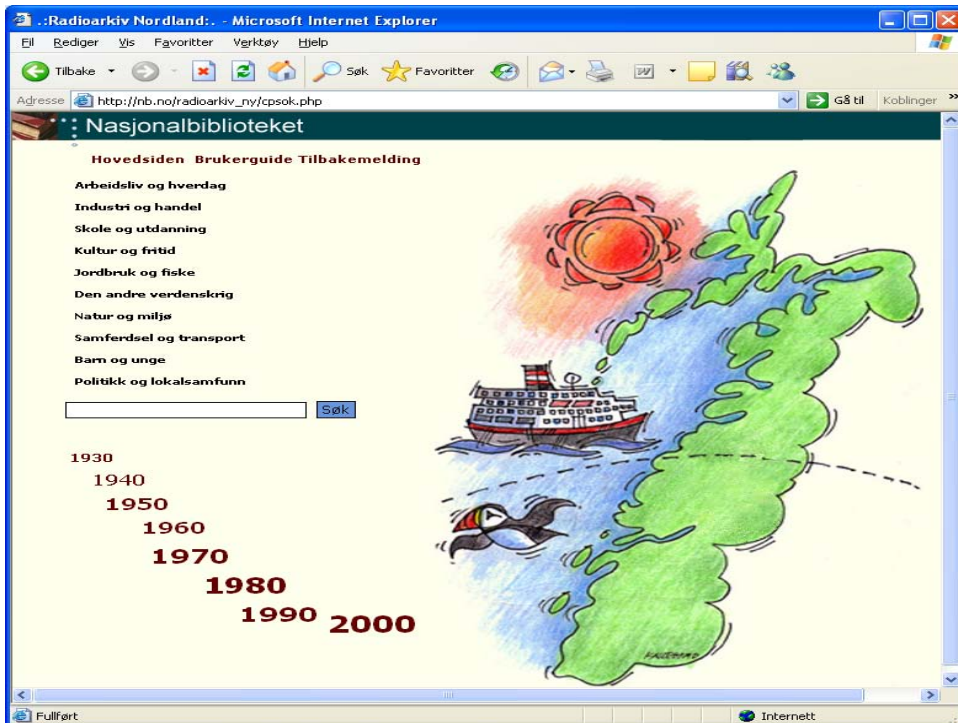 .:Radioarkiv Nordland:. - Microsoft Internet Explorer
Fil Rediger Vis Favoritter Verktøy Hjelp
Tilbake Søk Favoritter
Adresse http://nb.no/radioarkiv_ny/cpsok.php Gå til Koblinger »
Nasjonalbiblioteket
Hovedsiden Brukerguide Tilbakemelding
Arbeidsliv og hverdag
Industri og handel
Skole og utdanning
Kultur og fritid
Jordbruk og fiske
Den andre verdenskrig
Natur og miljø
Samferdsel og transport
Barn og unge
Politikk og lokalsamfunn
Søk
1930
1940
1950
1960
1970
1980
1990
2000
Fullført Internett